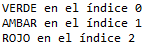 VERDE en el índice 0
AMBAR en el índice 1
ROJO en el índice 2